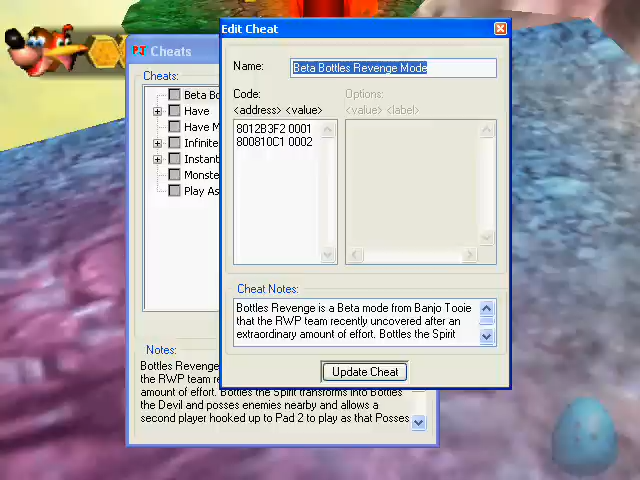 Edit Cheat
PJ Cheats
Name: Beta Bottles Revenge Mode
Cheats:
Code:
Options:
<address> <value>
<value> <label>
Beta Bo
Have
Have M
Infinite
Instant
Monste
Play As
8012B3F2 0001
800810C1 0002
Cheat Notes:
Bottles Revenge is a Beta mode from Banjo Tooie
that the RWP team recently uncovered after an
extraordinary amount of effort. Bottles the Spirit
Update Cheat
Notes:
Bottles Revenge
the RWP team re
amount of effort. Bottles the Spirit transforms into Bottles
the Devil and posses enemies nearby and allows a
second player hooked up to Pad 2 to play as that Posses